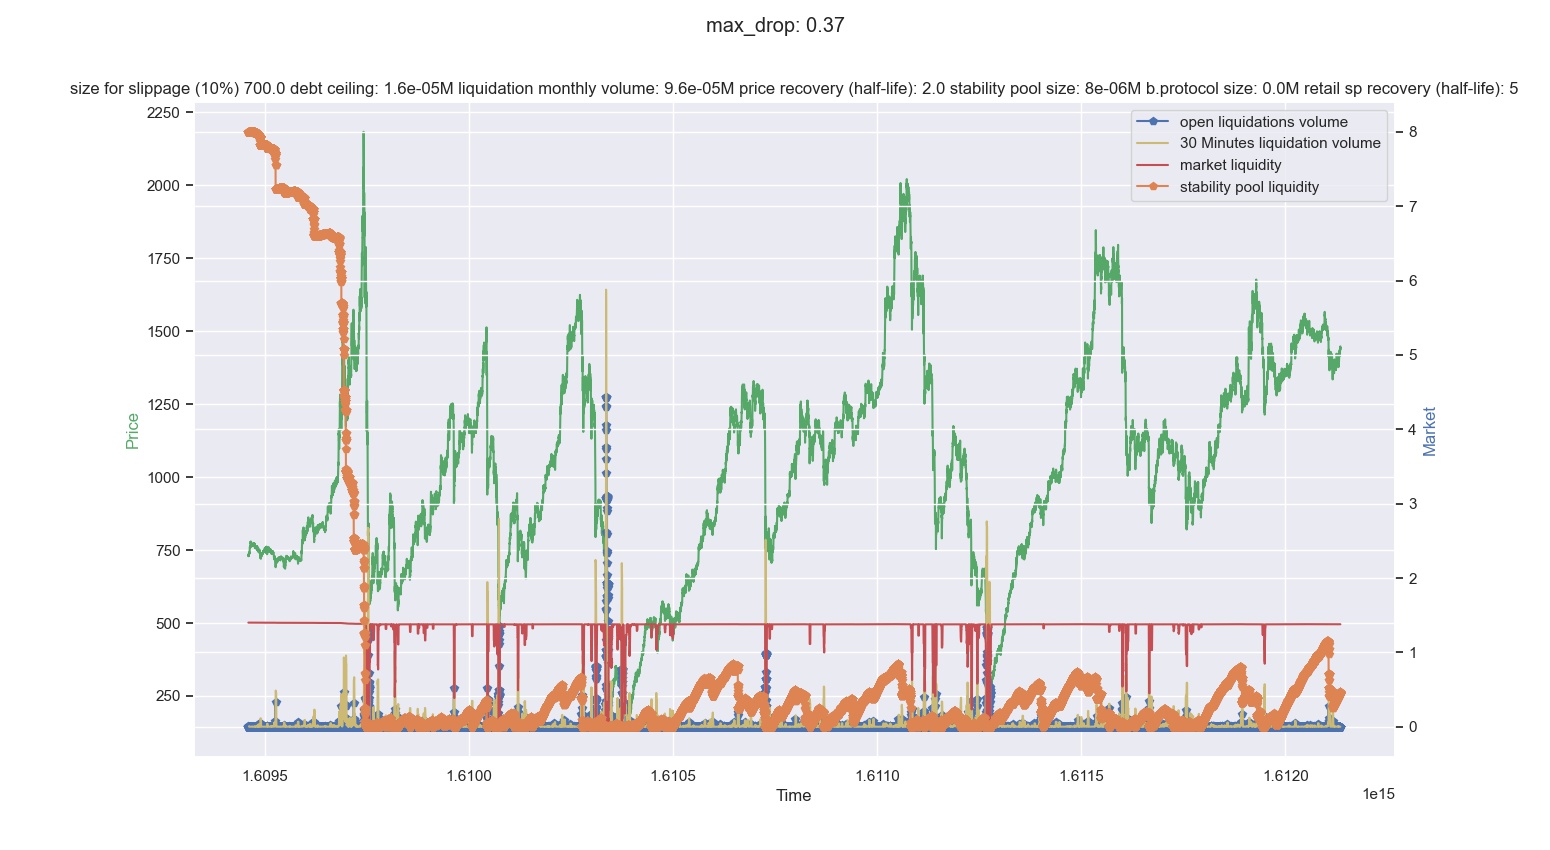 max_drop: 0.37
size for slippage (10%) 700.0 debt ceiling: 1.6e-05M liquidation monthly volume: 9.6e-05M price recovery (half-life): 2.0 stability pool size: 8e-06M b.protocol size: 0.0M retail sp recovery (half-life): 5
open liquidations volume
30 Minutes liquidation volume
market liquidity
stability pool liquidity
2250
2000
1750
1500
1250
1000
750
500
250
Price
8
7
6
5
4
3
2
1
0
Market
1.6095 1.6100 1.6105 1.6110 1.6115 1.6120
1e15
Time